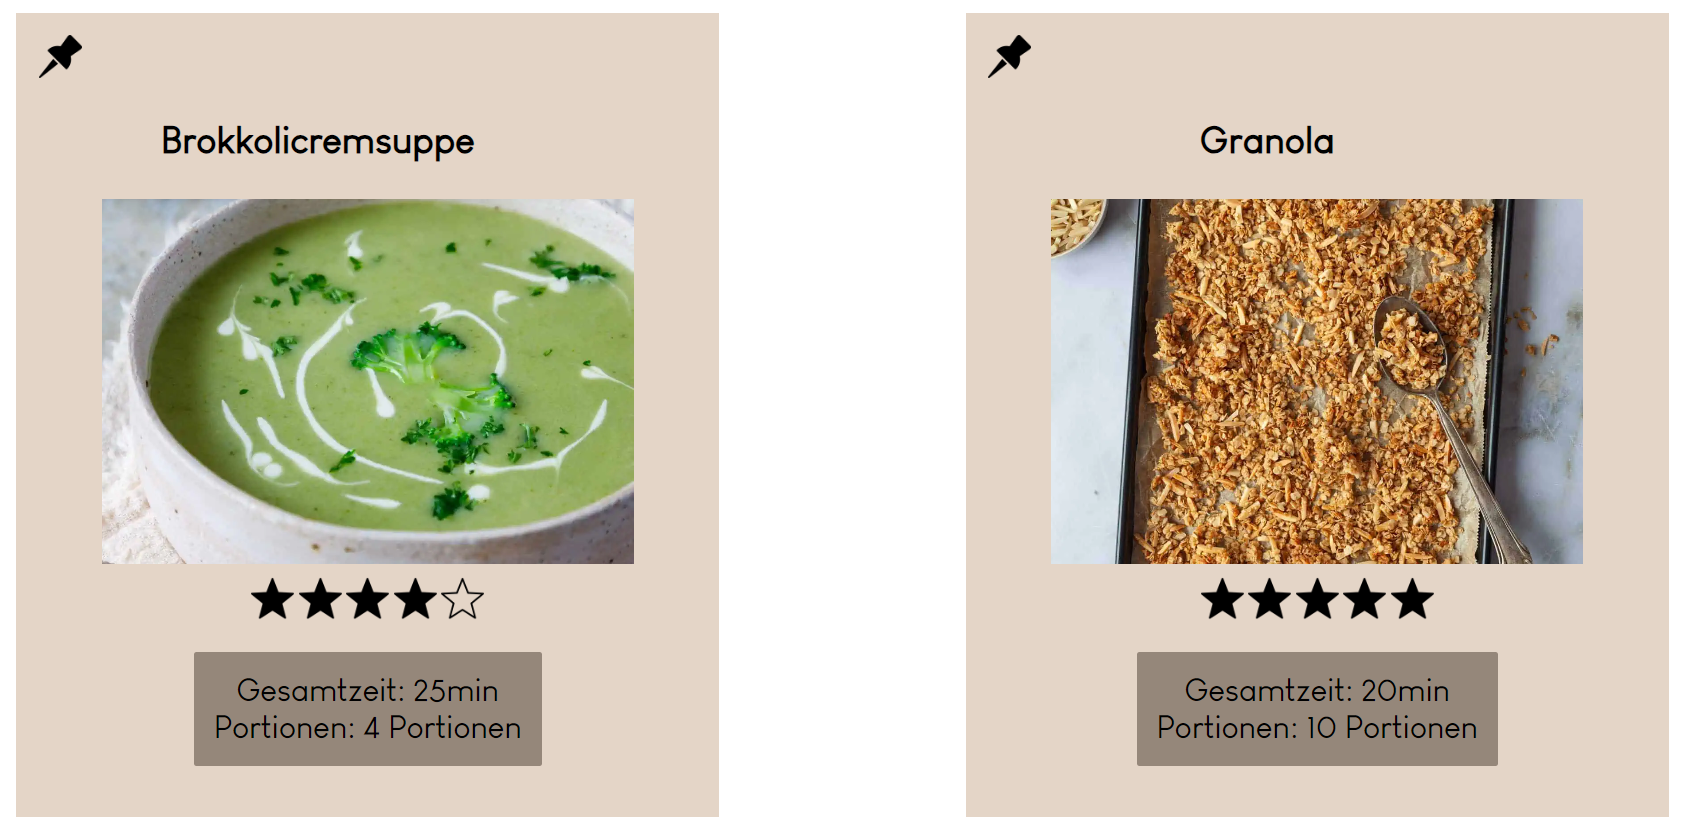 Brokkolicremsuppe
Gesamtzeit: 25min
Portionen: 4 Portionen
Granola
Gesamtzeit: 20min
Portionen: 10 Portionen